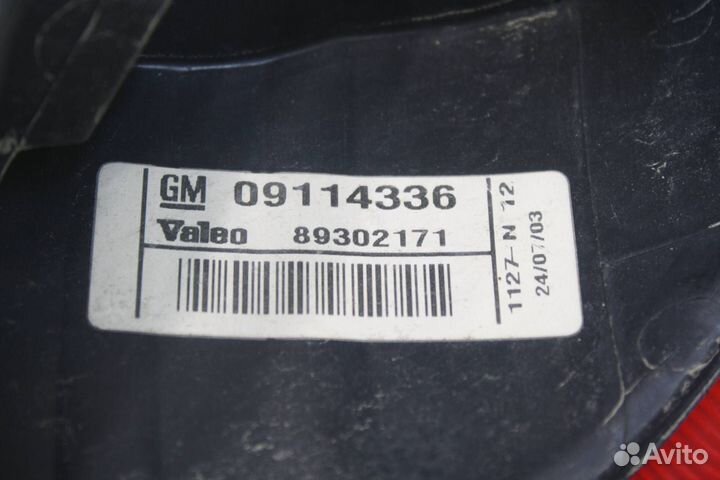 GM 09114336
Valeo 89302171
1127-N 12
24/07/03
Avito